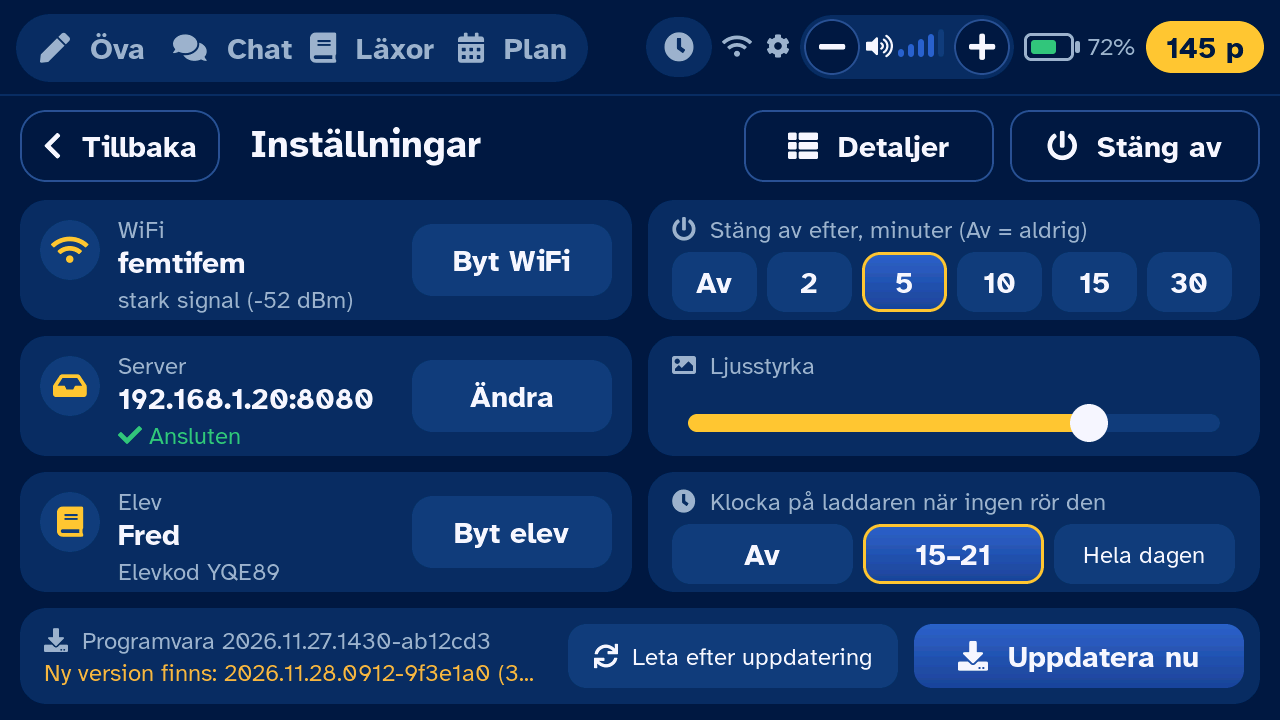 Öva Chat Läxor Plan 72% 145 p
Tillbaka Inställningar Detaljer Stäng av
WiFi
femtifem
stark signal (-52 dBm)
Byt WiFi
Stäng av efter, minuter (Av = aldrig)
Av 2 5 10 15 30
Server
192.168.1.20:8080
Ansluten
Ändra
Ljusstyrka
Elev
Fred
Elevkod YQE89
Byt elev
Klocka på laddaren när ingen rör den
Av 15–21 Hela dagen
Programvara 2026.11.27.1430-ab12cd3
Ny version finns: 2026.11.28.0912-9f3e1a0 (3...
Leta efter uppdatering
Uppdatera nu